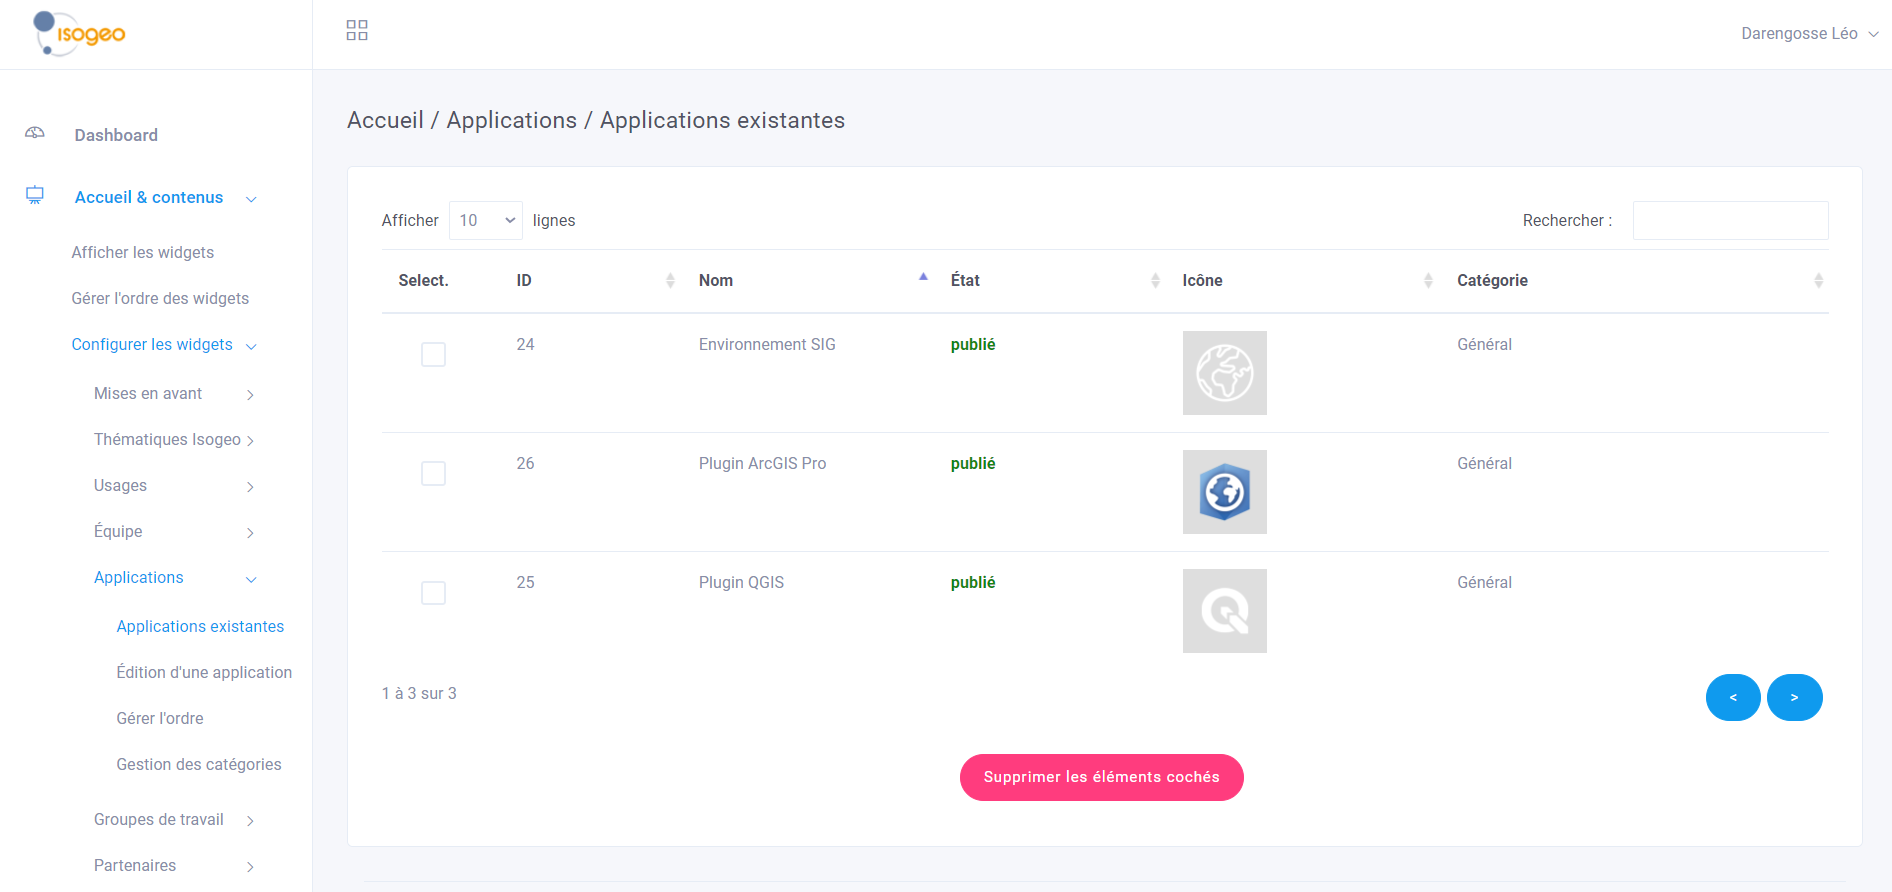 isogeo
Darengosse Léo
Dashboard
Accueil & contenus
Afficher les widgets
Gérer l'ordre des widgets
Configurer les widgets
Mises en avant
Thématiques Isogeo
Usages
Équipe
Applications
Applications existantes
Édition d'une application
Gérer l'ordre
Gestion des catégories
Groupes de travail
Partenaires
Accueil / Applications / Applications existantes
Afficher 10 lignes
Rechercher :
Select. ID Nom État Icône Catégorie
24 Environnement SIG publié Général
26 Plugin ArcGIS Pro publié Général
25 Plugin QGIS publié Général
1 à 3 sur 3
< >
Supprimer les éléments cochés